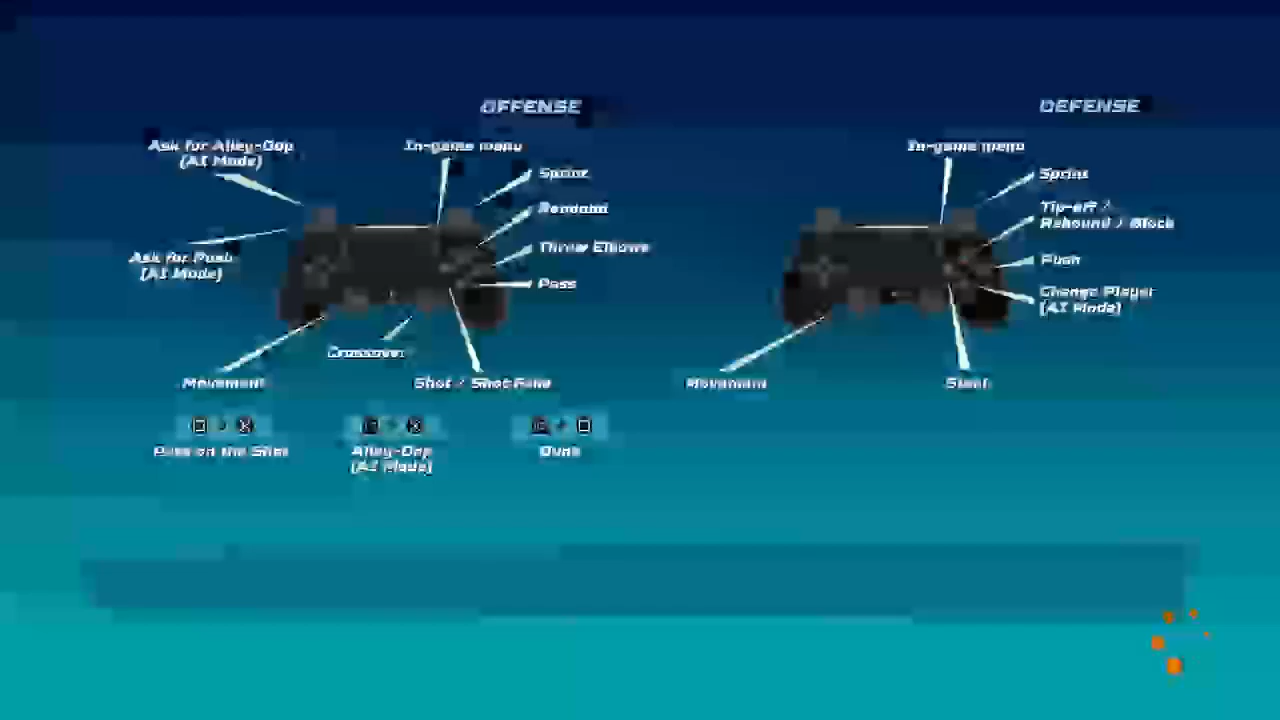 OFFENSE
Ask for Alley-Oop
(AI Mode)
In-game menu
Sprint
Rebound
Throw Elbows
Ask for Push
(AI Mode)
Pass
Crossover
Movement
Shot / Shot Fake
Pass on the Shot
Alley-Oop
(AI Mode)
Dunk
DEFENSE
In-game menu
Sprint
Tip-off /
Rebound / Block
Push
Change Player
(AI Mode)
Movement
Steal